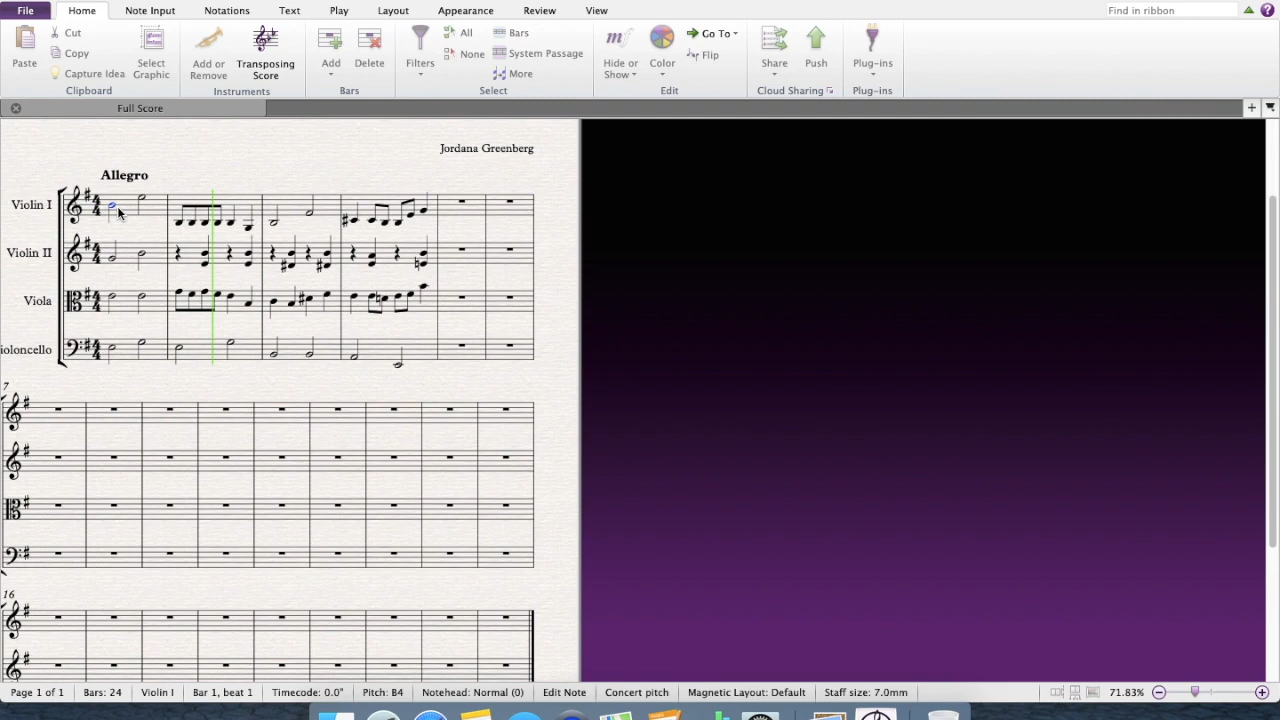 File Home Note Input Notations Text Play Layout Appearance Review View Find in ribbon
Paste Cut Copy Capture Idea Select Graphic Clipboard
Add or Remove Transposing Score Instruments
Add Delete Bars
Filters All None Bars System Passage More Select
Hide or Show Color Go To Flip Edit
Share Push Cloud Sharing
Plug-ins Plug-ins
Full Score
Jordana Greenberg
Allegro
Violin I
Violin II
Viola
ioloncello
7
16
Page 1 of 1 Bars: 24 Violin I Bar 1, beat 1 Timecode: 0.0" Pitch: B4 Notehead: Normal (0) Edit Note Concert pitch Magnetic Layout: Default Staff size: 7.0mm 71.83%